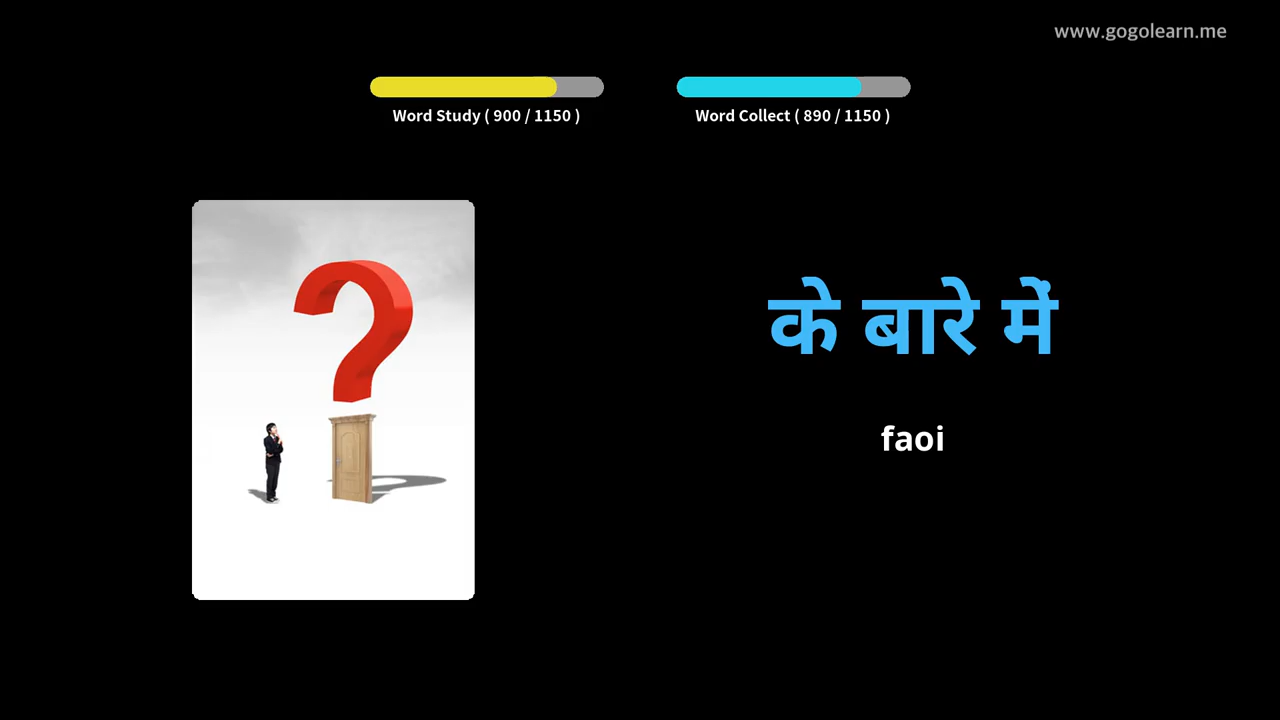 www.gogolearn.me
Word Study ( 900 / 1150 )
Word Collect ( 890 / 1150 )
के बारे में
faoi